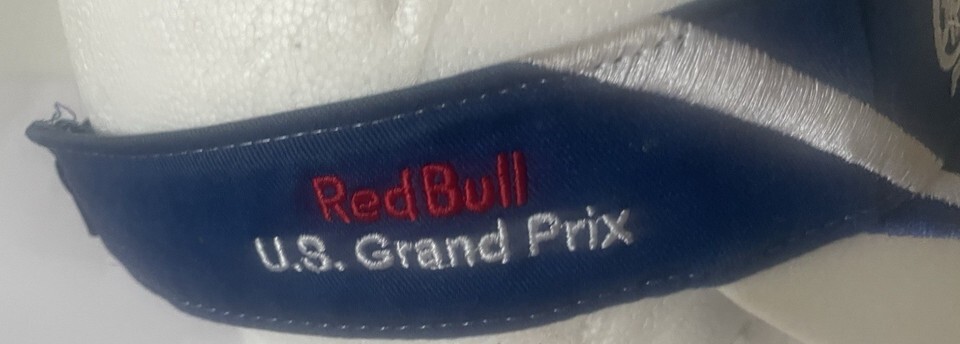 Red Bull
U.S. Grand Prix